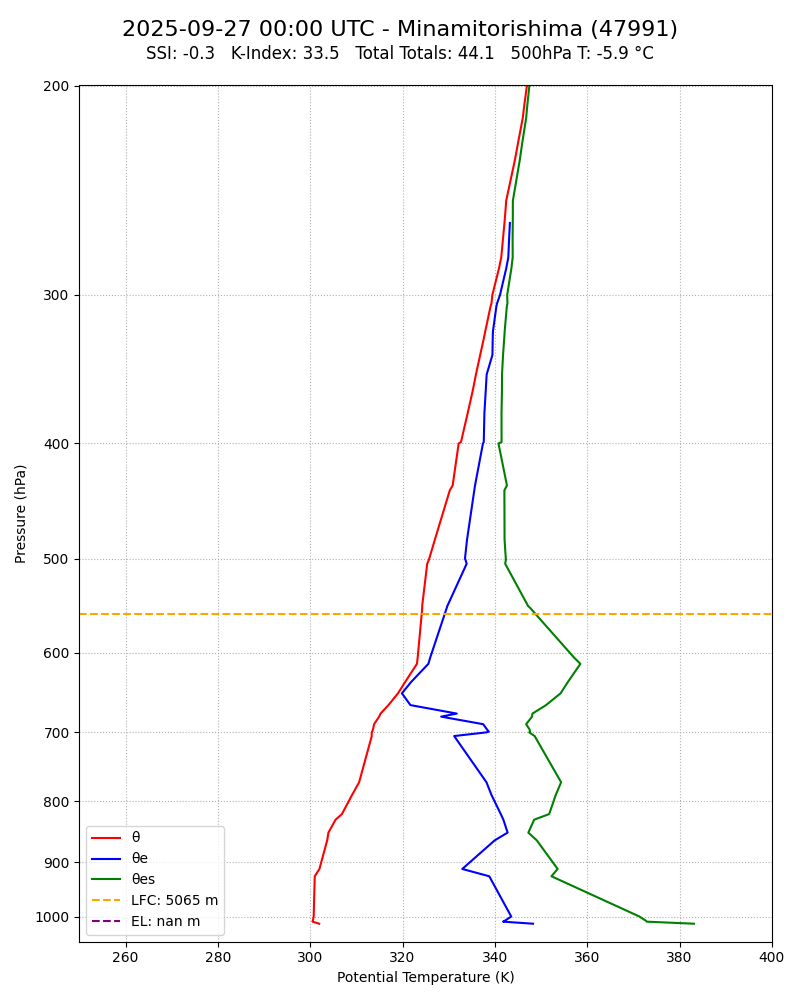 2025-09-27 00:00 UTC - Minamitorishima (47991)
SSI: -0.3   K-Index: 33.5   Total Totals: 44.1   500hPa T: -5.9 °C
200
300
400
500
600
700
800
900
1000
Pressure (hPa)
θ
θe
θes
LFC: 5065 m
EL: nan m
260 280 300 320 340 360 380 400
Potential Temperature (K)